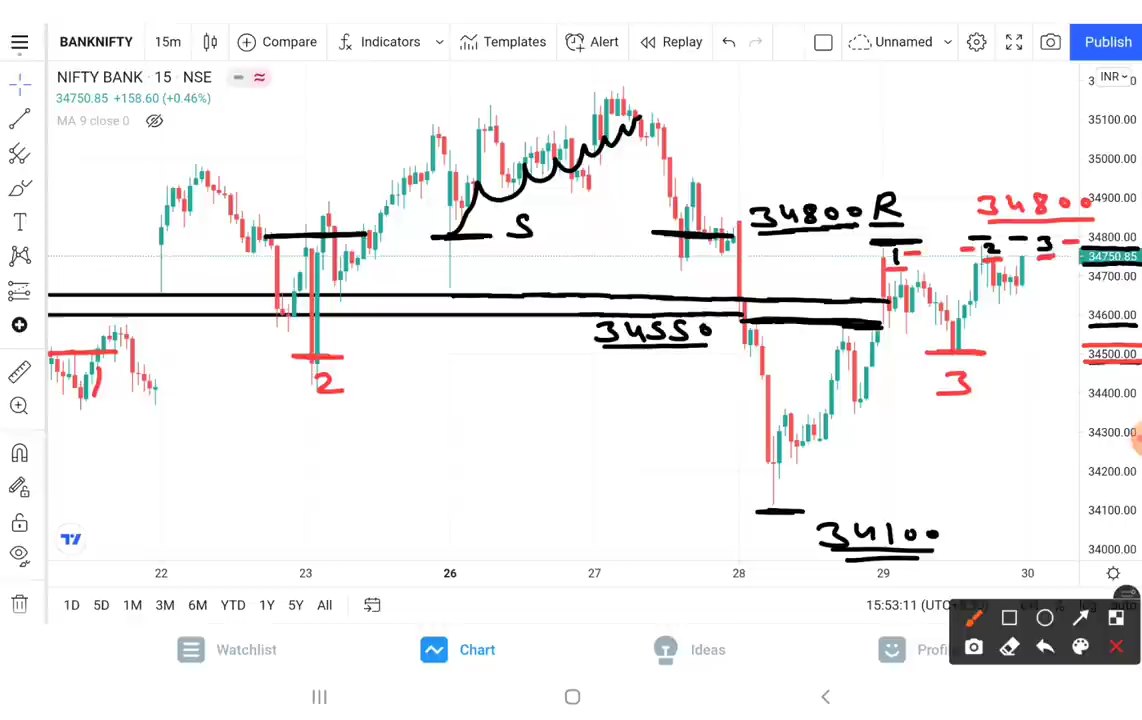 BANKNIFTY 15m Compare Indicators Templates Alert Replay Unnamed Publish
NIFTY BANK · 15 · NSE
34750.85 +158.60 (+0.46%)
MA 9 close 0
INR
35100.00
35000.00
34900.00
34800.00
34750.85
34700.00
34600.00
34500.00
34400.00
34300.00
34200.00
34100.00
34000.00
34800 R
34800
S
1
2
3
34550
1
2
3
34100
22 23 26 27 28 29 30
1D 5D 1M 3M 6M YTD 1Y 5Y All
15:53:11
Watchlist Chart Ideas